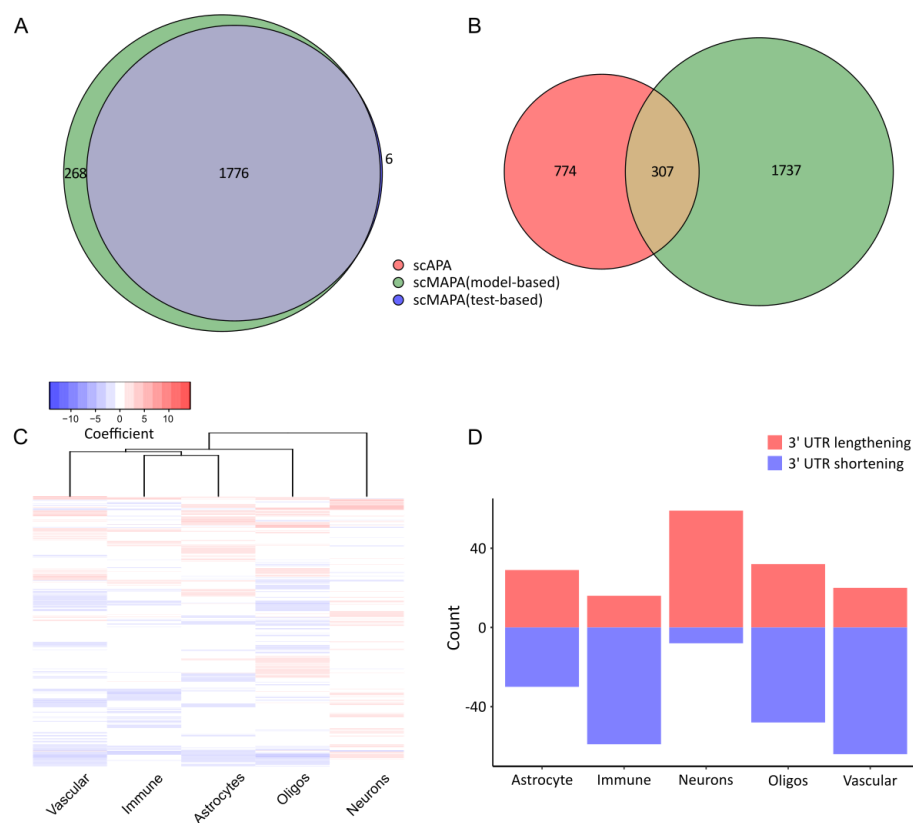 A
268
1776
6
B
774
307
1737
scAPA
scMAPA(model-based)
scMAPA(test-based)
−10 −5 0 5 10
Coefficient
C
Vascular
Immune
Astrocytes
Oligos
Neurons
D
3' UTR lengthening
3' UTR shortening
Count
40
0
-40
Astrocyte Immune Neurons Oligos Vascular